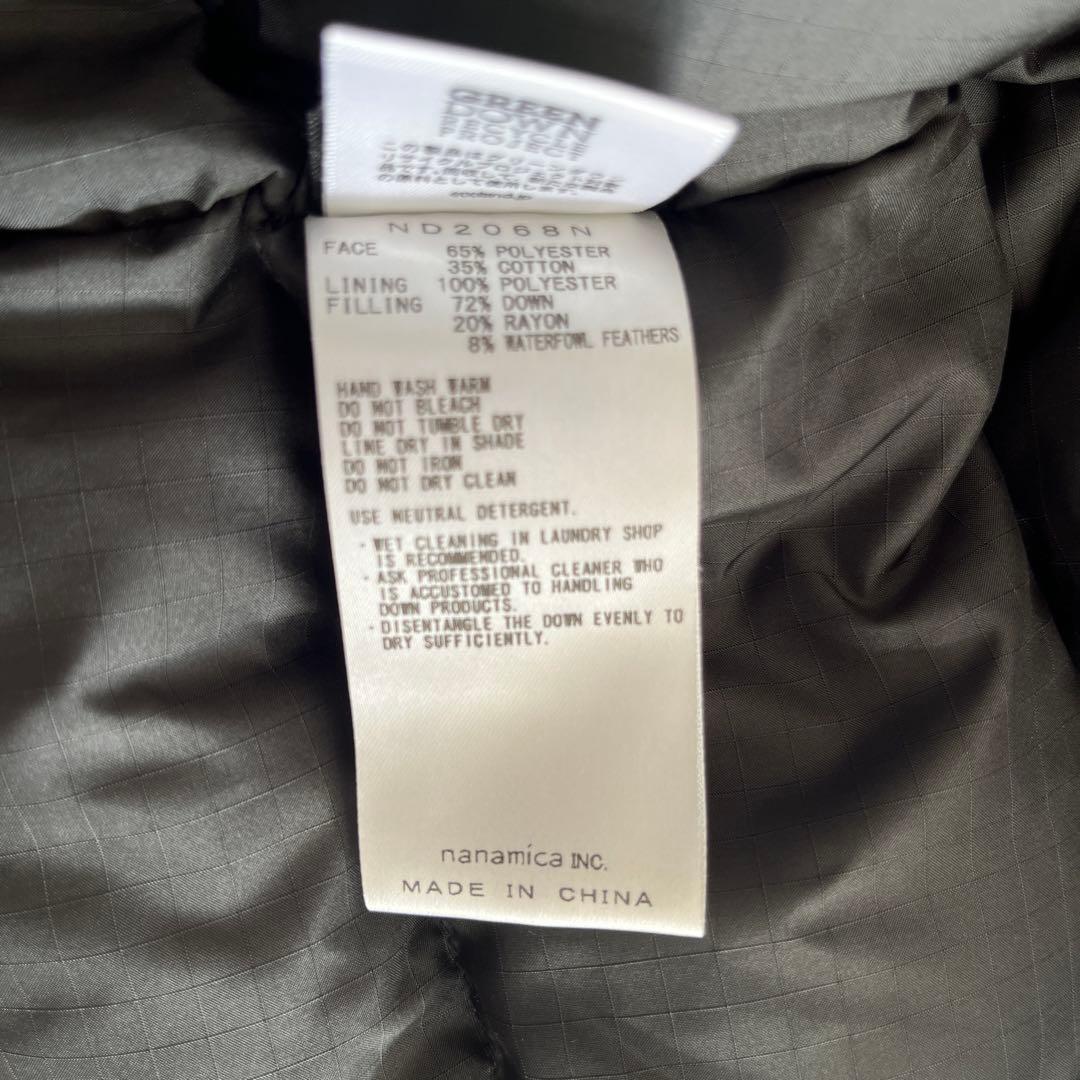 GREEN
DOWN
RECYCLE
PROJECT
ND2068N
FACE 65% POLYESTER
35% COTTON
LINING 100% POLYESTER
FILLING 72% DOWN
20% RAYON
8% WATERFOWL FEATHERS
HAND WASH WARM
DO NOT BLEACH
DO NOT TUMBLE DRY
LINE DRY IN SHADE
DO NOT IRON
DO NOT DRY CLEAN
USE NEUTRAL DETERGENT.
・WET CLEANING IN LAUNDRY SHOP
IS RECOMMENDED.
・ASK PROFESSIONAL CLEANER WHO
IS ACCUSTOMED TO HANDLING
DOWN PRODUCTS.
・DISENTANGLE THE DOWN EVENLY TO
DRY SUFFICIENTLY.
nanamica INC.
MADE IN CHINA